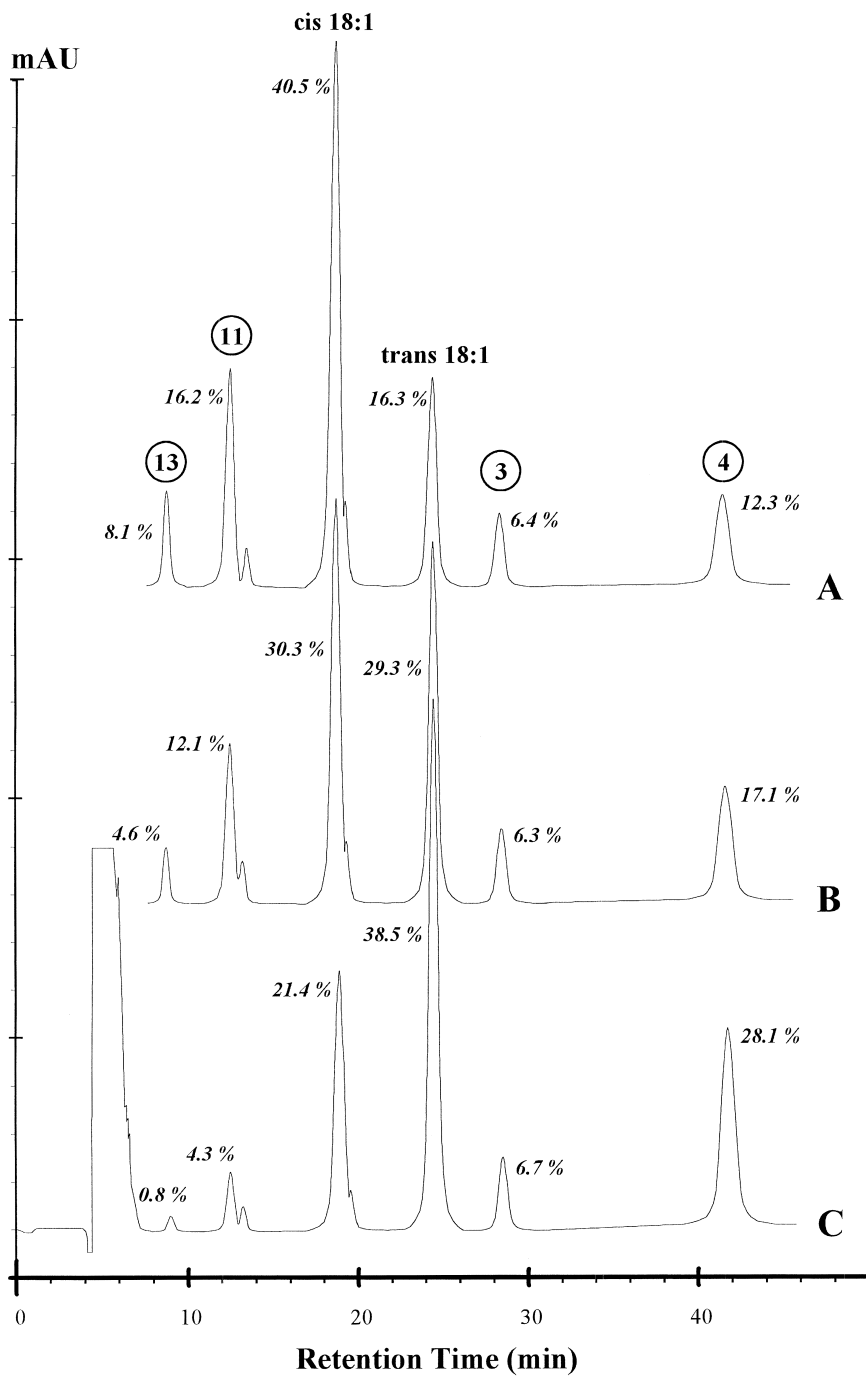 cis 18:1
mAU
40.5 %
11
trans 18:1
16.2 %
16.3 %
13
3
4
8.1 %
6.4 %
12.3 %
A
30.3 %
29.3 %
12.1 %
4.6 %
6.3 %
17.1 %
B
38.5 %
21.4 %
28.1 %
4.3 %
6.7 %
0.8 %
C
0 10 20 30 40
Retention Time (min)